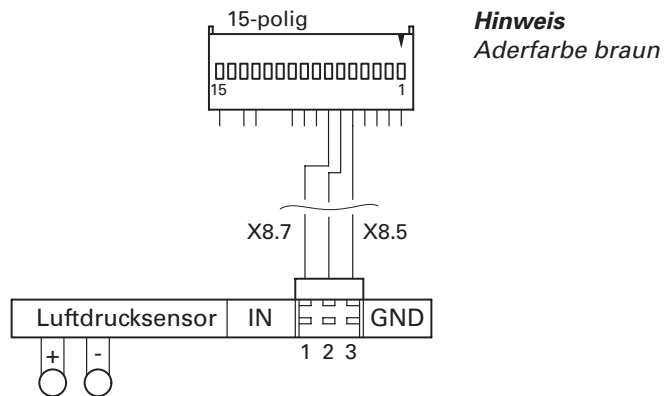 15-polig
Hinweis
Aderfarbe braun
15 1
X8.7 X8.5
Luftdrucksensor IN GND
+ - 1 2 3